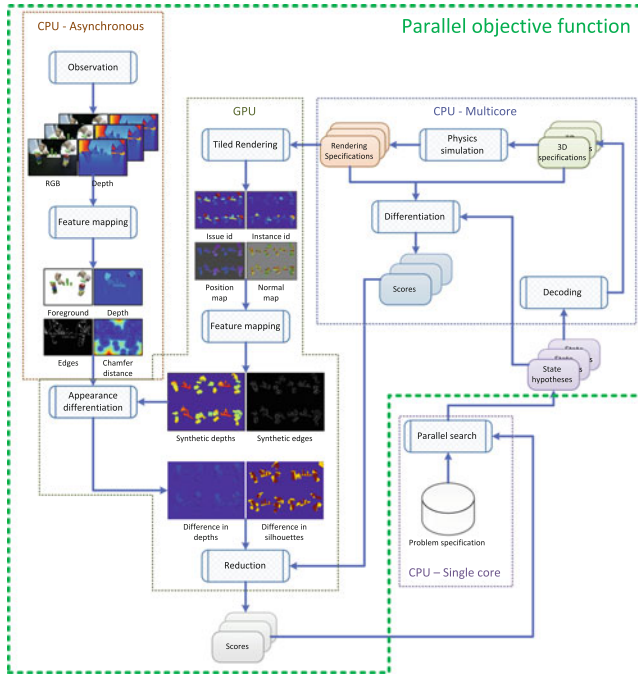 Parallel objective function
CPU - Asynchronous
Observation
RGB
Depth
Feature mapping
Foreground
Depth
Edges
Chamfer
distance
Appearance
differentiation
GPU
Tiled Rendering
Issue id
Instance id
Position
map
Normal
map
Feature mapping
Synthetic depths
Synthetic edges
Difference in
depths
Difference in
silhouettes
Reduction
Scores
CPU - Multicore
Rendering
Specifications
Physics
simulation
3D
specifications
Differentiation
Scores
Decoding
State
hypotheses
Parallel search
Problem specification
CPU – Single core